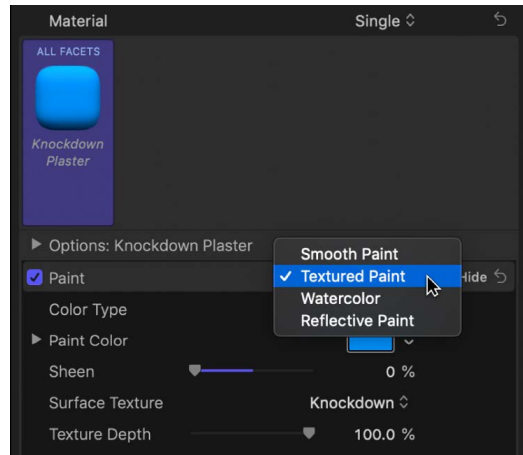 Material Single
ALL FACETS
Knockdown
Plaster
Options: Knockdown Plaster
Smooth Paint
Paint Textured Paint Hide
Watercolor
Color Type
Reflective Paint
Paint Color
Sheen 0 %
Surface Texture Knockdown
Texture Depth 100.0 %